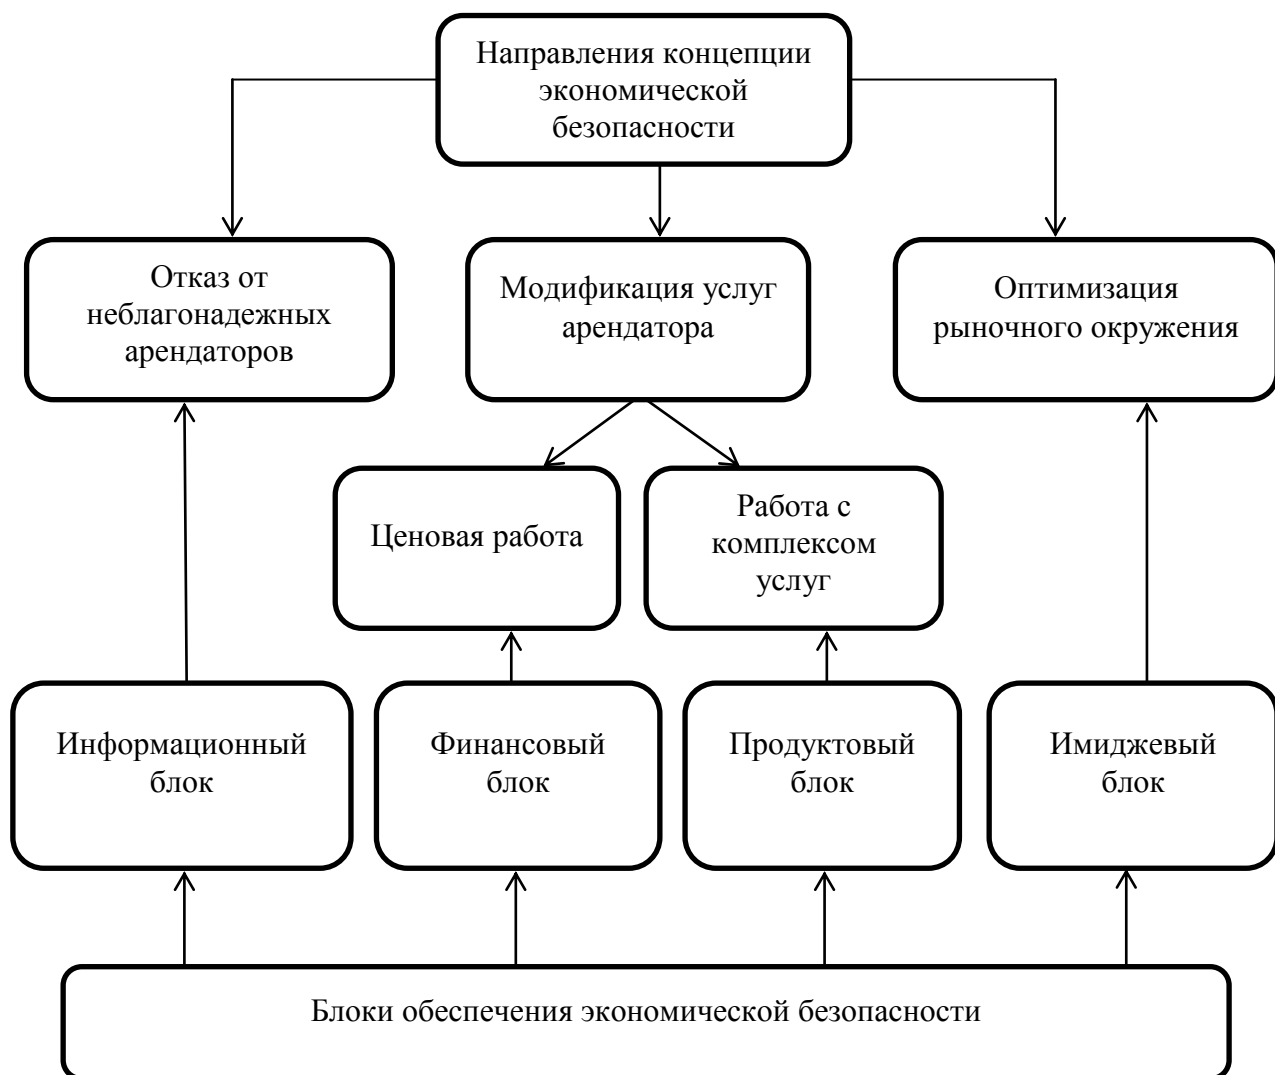 Направления концепции
экономической
безопасности
Отказ от
неблагонадежных
арендаторов
Модификация услуг
арендатора
Оптимизация
рыночного окружения
Ценовая работа
Работа с
комплексом
услуг
Информационный
блок
Финансовый
блок
Продуктовый
блок
Имиджевый
блок
Блоки обеспечения экономической безопасности